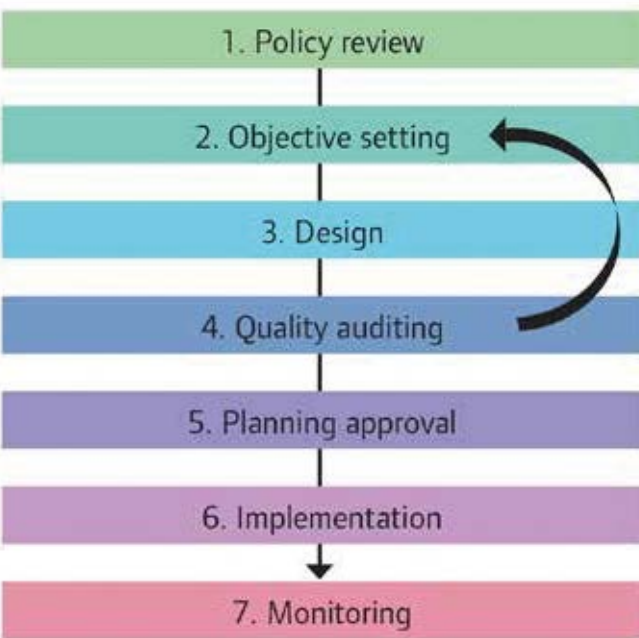 1. Policy review
2. Objective setting
3. Design
4. Quality auditing
5. Planning approval
6. Implementation
7. Monitoring